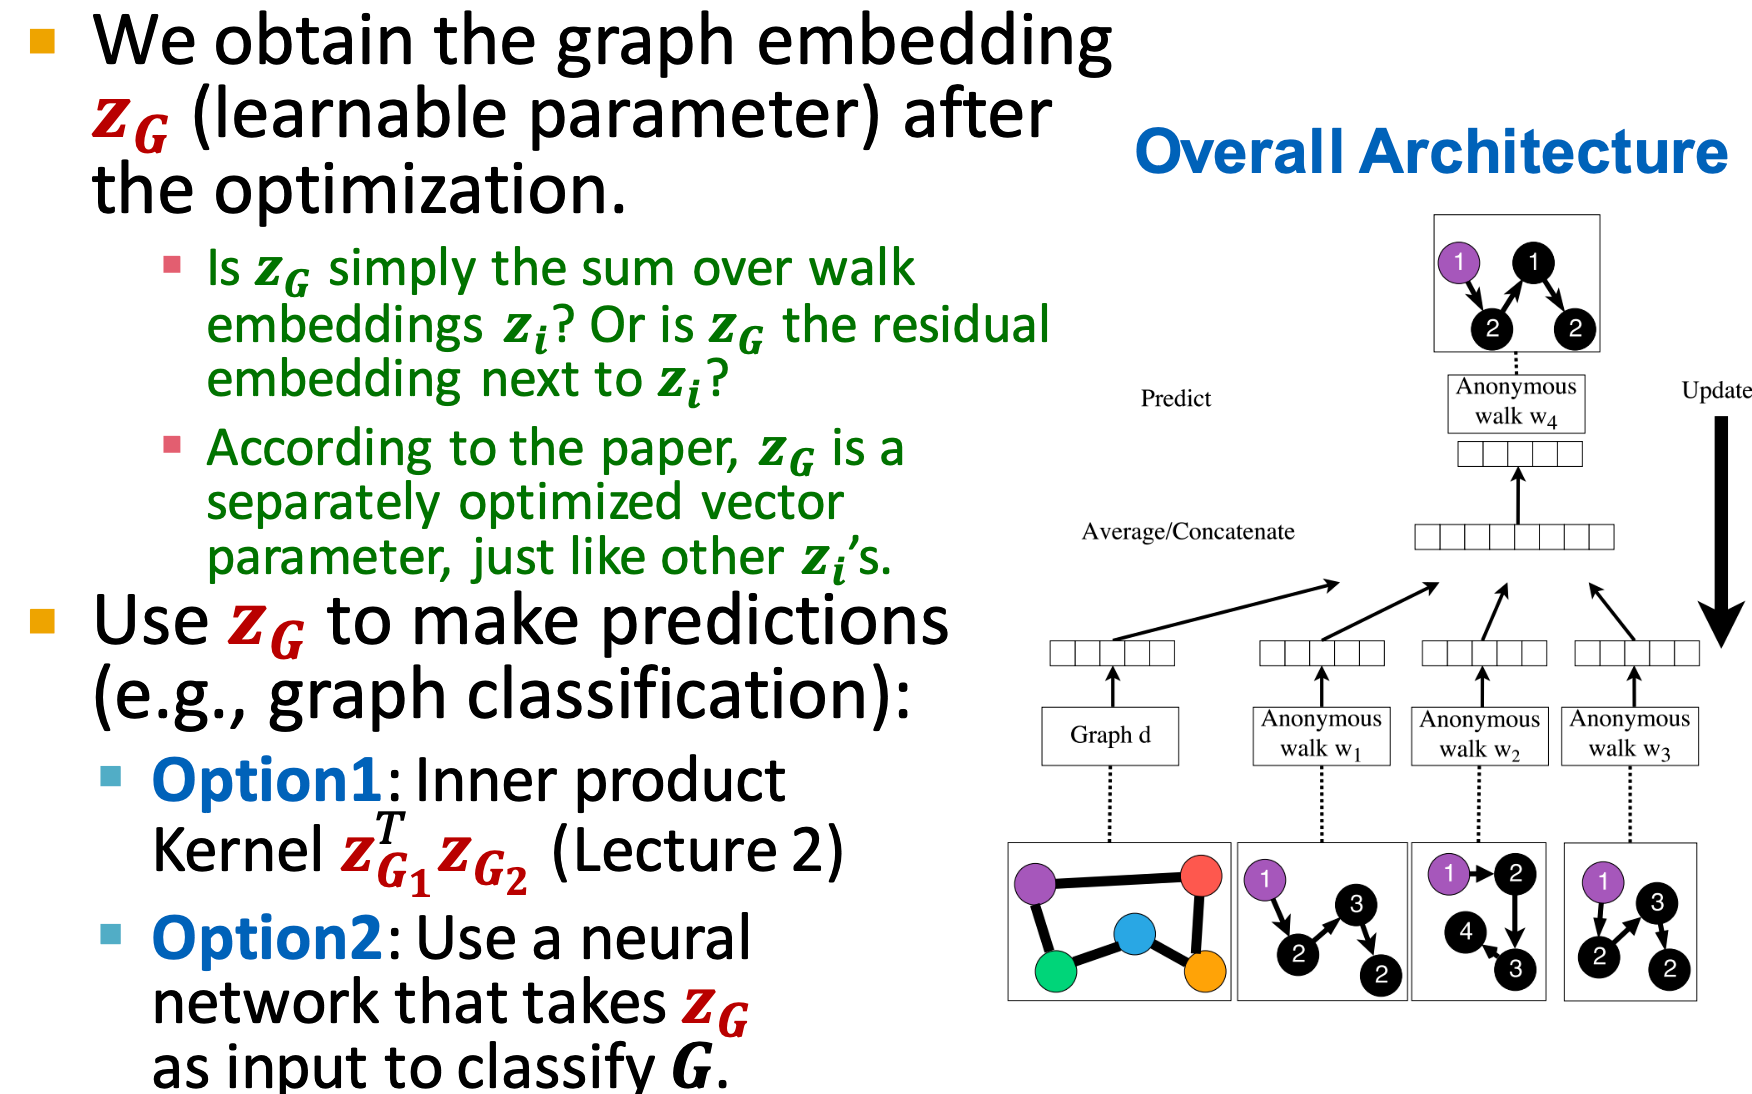 We obtain the graph embedding
z_G (learnable parameter) after
the optimization.
Is z_G simply the sum over walk
embeddings z_i? Or is z_G the residual
embedding next to z_i?
According to the paper, z_G is a
separately optimized vector
parameter, just like other z_i’s.
Use z_G to make predictions
(e.g., graph classification):
Option1: Inner product
Kernel z_{G_1}^T z_{G_2} (Lecture 2)
Option2: Use a neural
network that takes z_G
as input to classify G.
Overall Architecture
1
1
2
2
Predict
Anonymous
walk w_4
Update
Average/Concatenate
Graph d
Anonymous
walk w_1
Anonymous
walk w_2
Anonymous
walk w_3
1
3
2
2
1
2
4
3
1
3
2
2